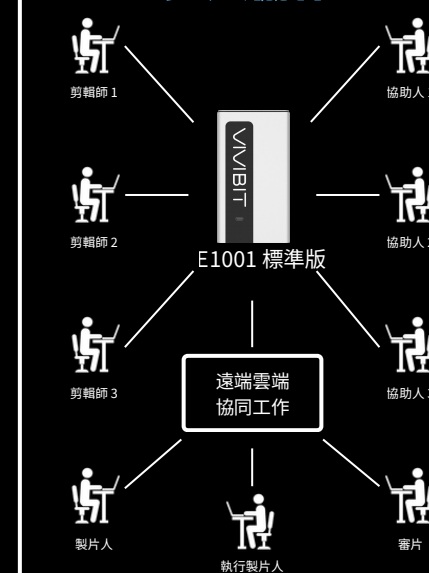 剪輯師 1
協助人
VIVIBIT
剪輯師 2
協助人
E1001 標準版
剪輯師 3
協助人
遠端雲端
協同工作
製片人
審片
執行製片人